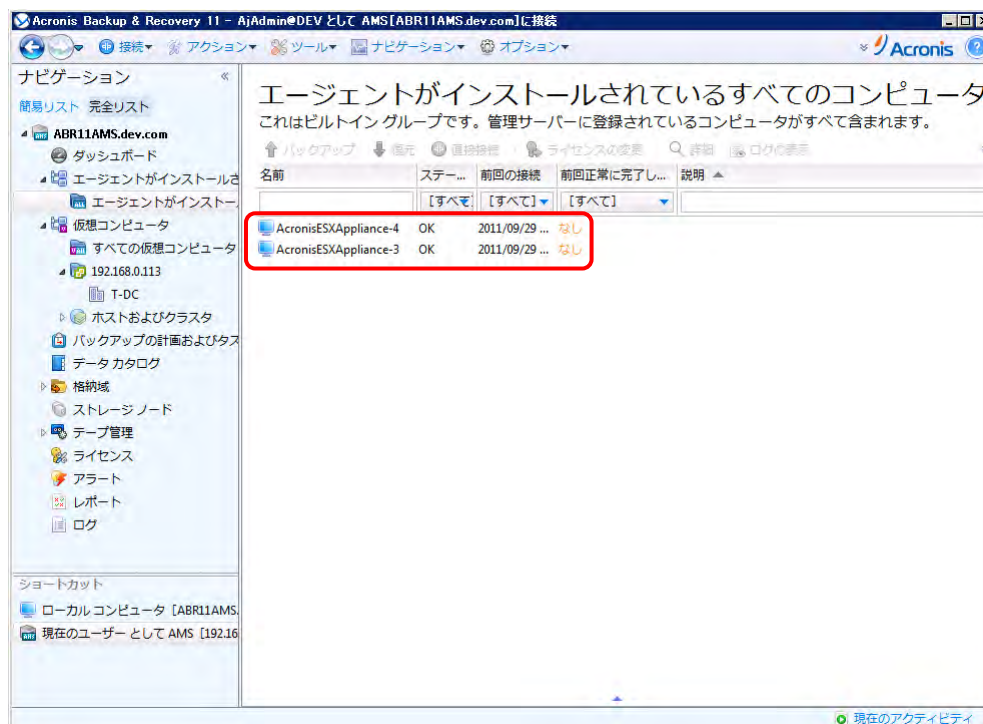 Acronis Backup & Recovery 11 - AjAdmin@DEV として AMS[ABR11AMS.dev.com]に接続
接続 アクション ツール ナビゲーション オプション Acronis
ナビゲーション
簡易リスト 完全リスト
ABR11AMS.dev.com
ダッシュボード
エージェントがインストールさ
エージェントがインストー
仮想コンピュータ
すべての仮想コンピュータ
192.168.0.113
T-DC
ホストおよびクラスタ
バックアップの計画およびタス
データ カタログ
格納域
ストレージ ノード
テープ管理
ライセンス
アラート
レポート
ログ
ショートカット
ローカル コンピュータ [ABR11AMS.
現在のユーザー として AMS [192.16
エージェントがインストールされているすべてのコンピュータ
これはビルトイン グループです。管理サーバーに登録されているコンピュータがすべて含まれます。
バックアップ 復元 直接接続 ライセンスの変更 詳細 ログの表示
名前 ステー... 前回の接続 前回正常に完了し... 説明
[すべて [すべて] [すべて]
AcronisESXAppliance-4 OK 2011/09/29 ... なし
AcronisESXAppliance-3 OK 2011/09/29 ... なし
現在のアクティビティ